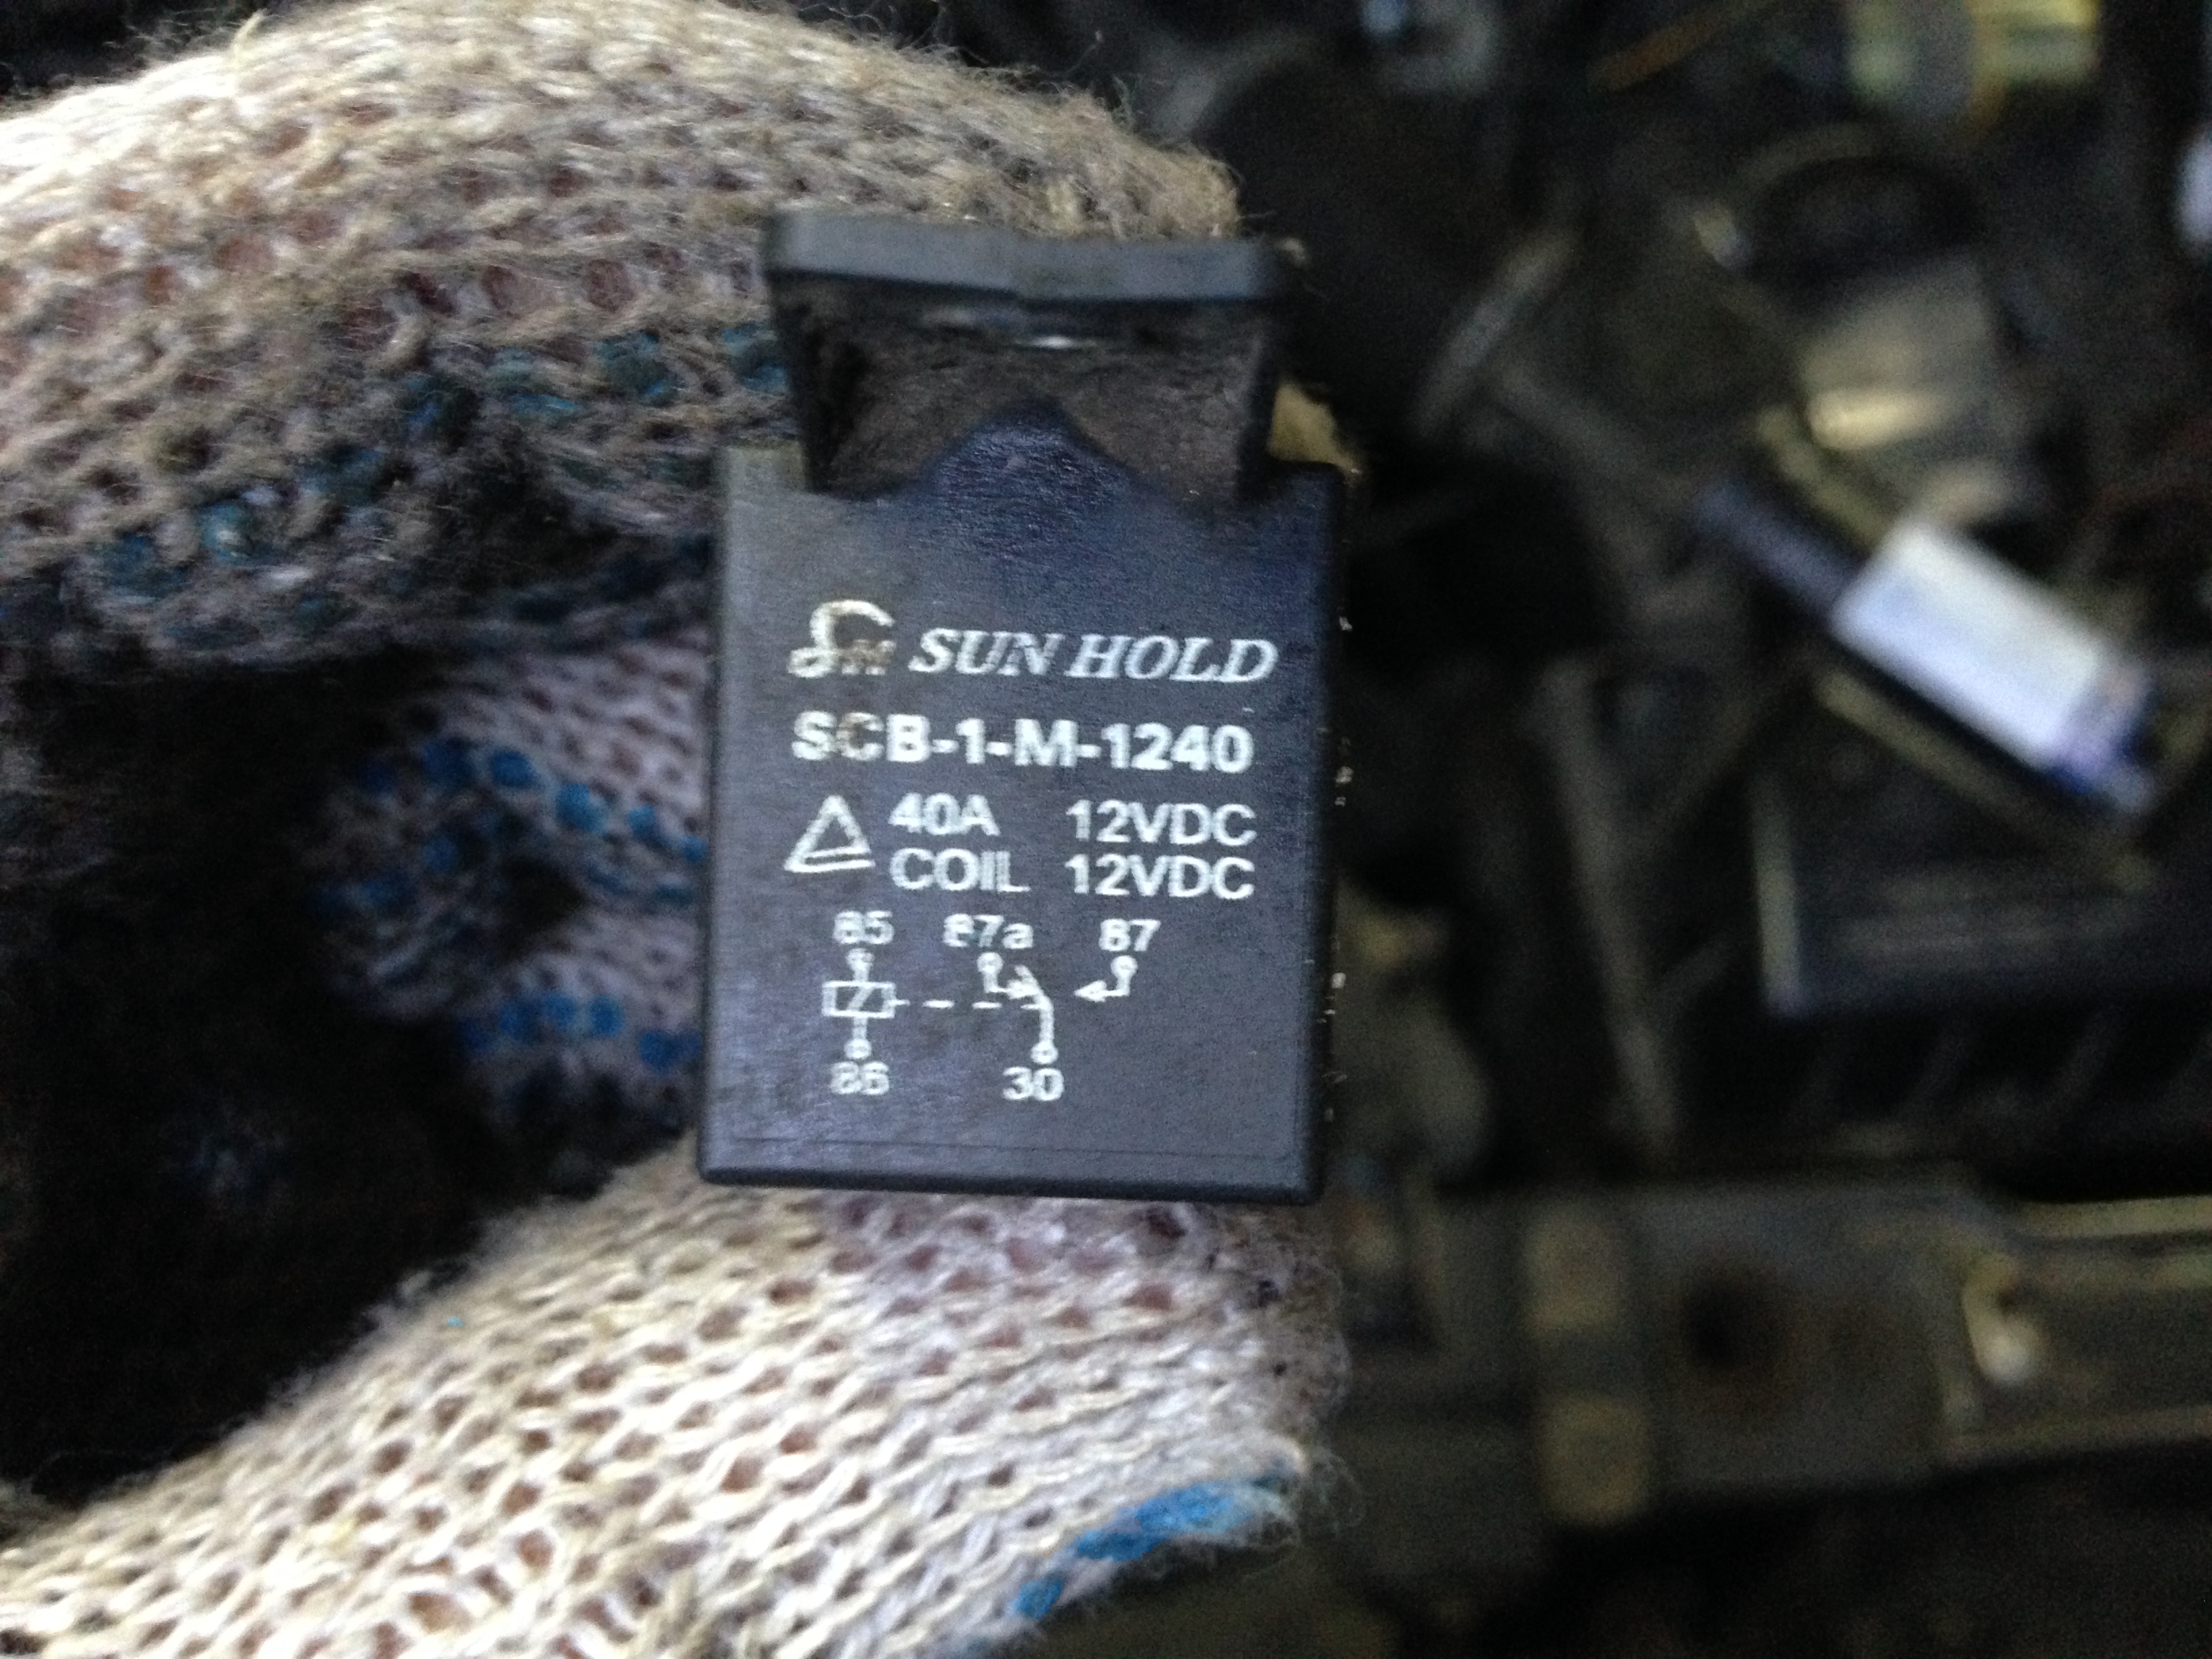 SUN HOLD
SCB-1-M-1240
40A 12VDC
COIL 12VDC
85 87a 87
86 30